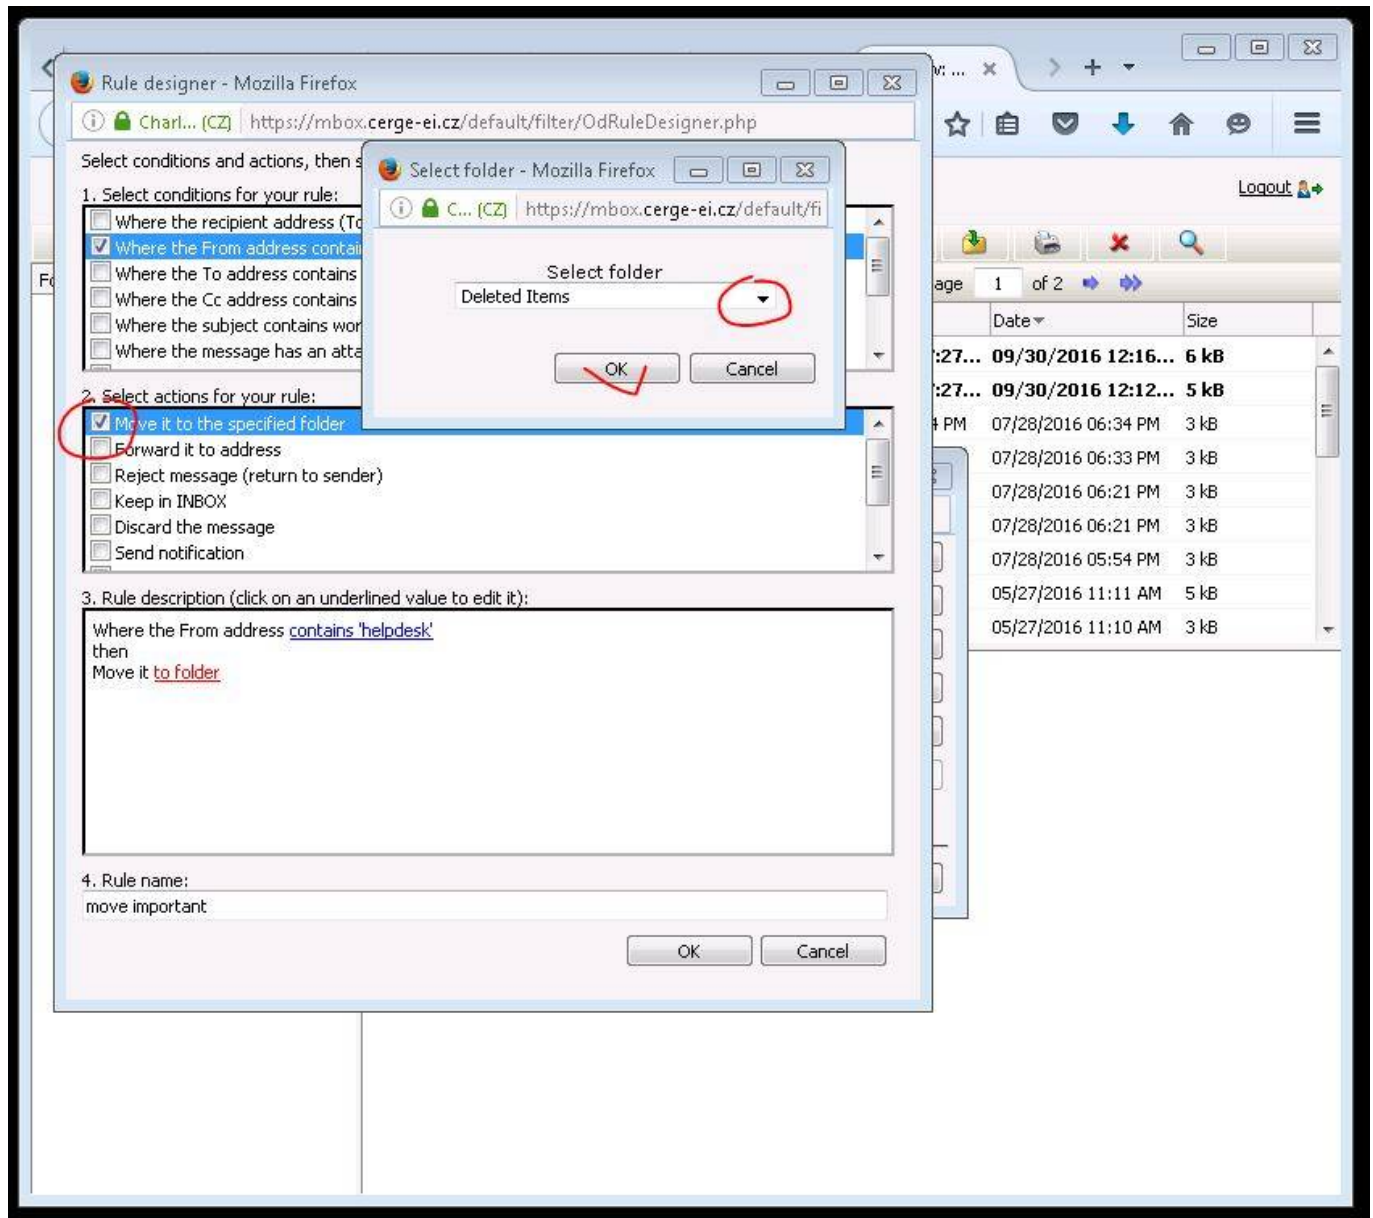 Rule designer - Mozilla Firefox
Charl... (CZ) https://mbox.cerge-ei.cz/default/filter/OdRuleDesigner.php
Select conditions and actions, then
1. Select conditions for your rule:
Where the recipient address
Where the From address
Where the To address contains
Where the Cc address contains
Where the subject contains
Where the message has an
2. Select actions for your rule:
Move it to the specified folder
Forward it to address
Reject message (return to sender)
Keep in INBOX
Discard the message
Send notification
3. Rule description (click on an underlined value to edit it):
Where the From address contains 'helpdesk'
then
Move it to folder
4. Rule name:
move important
OK Cancel
Select folder - Mozilla Firefox
C... (CZ) https://mbox.cerge-ei.cz/default/fi
Select folder
Deleted Items
OK Cancel
Logout
1 of 2
Date Size
:27... 09/30/2016 12:16... 6 kB
:27... 09/30/2016 12:12... 5 kB
PM 07/28/2016 06:34 PM 3 kB
07/28/2016 06:33 PM 3 kB
07/28/2016 06:21 PM 3 kB
07/28/2016 06:21 PM 3 kB
07/28/2016 05:54 PM 3 kB
05/27/2016 11:11 AM 5 kB
05/27/2016 11:10 AM 3 kB